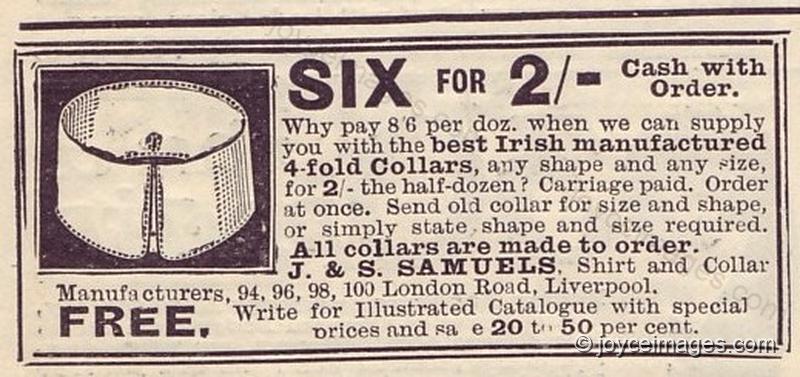 SIX FOR 2/- Cash with Order.
Why pay 8'6 per doz. when we can supply
you with the best Irish manufactured
4-fold Collars, any shape and any size,
for 2/- the half-dozen? Carriage paid. Order
at once. Send old collar for size and shape,
or simply state shape and size required.
All collars are made to order.
J. & S. SAMUELS, Shirt and Collar
Manufacturers, 94, 96, 98, 100 London Road, Liverpool.
FREE. Write for Illustrated Catalogue with special
prices and sa e 20 to 50 per cent.
© joyceimages.com